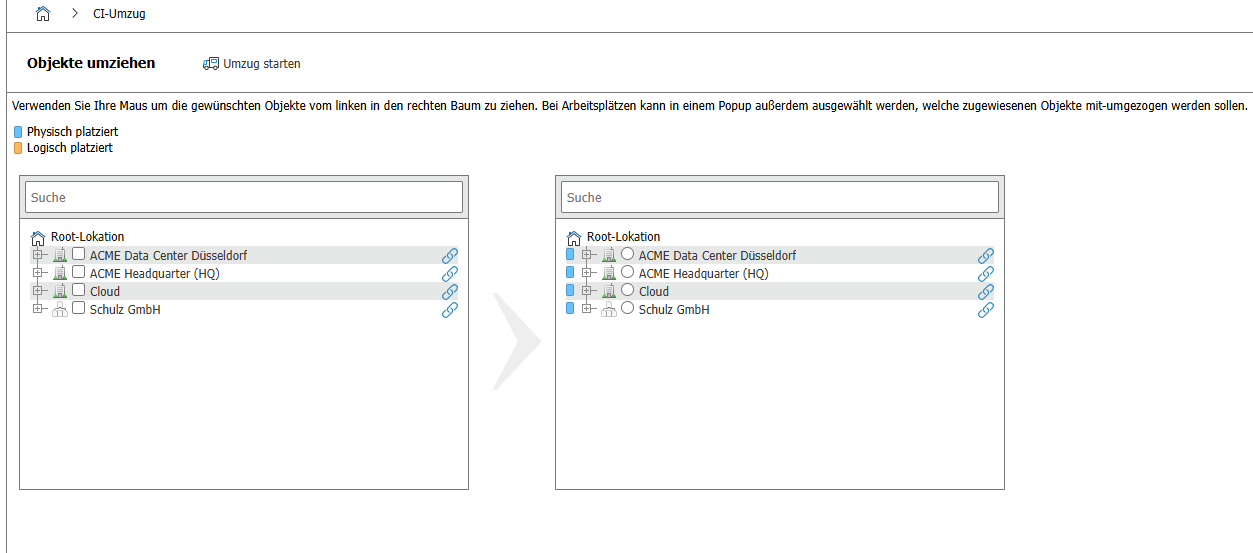 CI-Umzug
Objekte umziehen
Umzug starten
Verwenden Sie Ihre Maus um die gewünschten Objekte vom linken in den rechten Baum zu ziehen. Bei Arbeitsplätzen kann in einem Popup außerdem ausgewählt werden, welche zugewiesenen Objekte mit-umgezogen werden sollen.
Physisch platziert
Logisch platziert
Suche
Root-Lokation
ACME Data Center Düsseldorf
ACME Headquarter (HQ)
Cloud
Schulz GmbH
Suche
Root-Lokation
ACME Data Center Düsseldorf
ACME Headquarter (HQ)
Cloud
Schulz GmbH